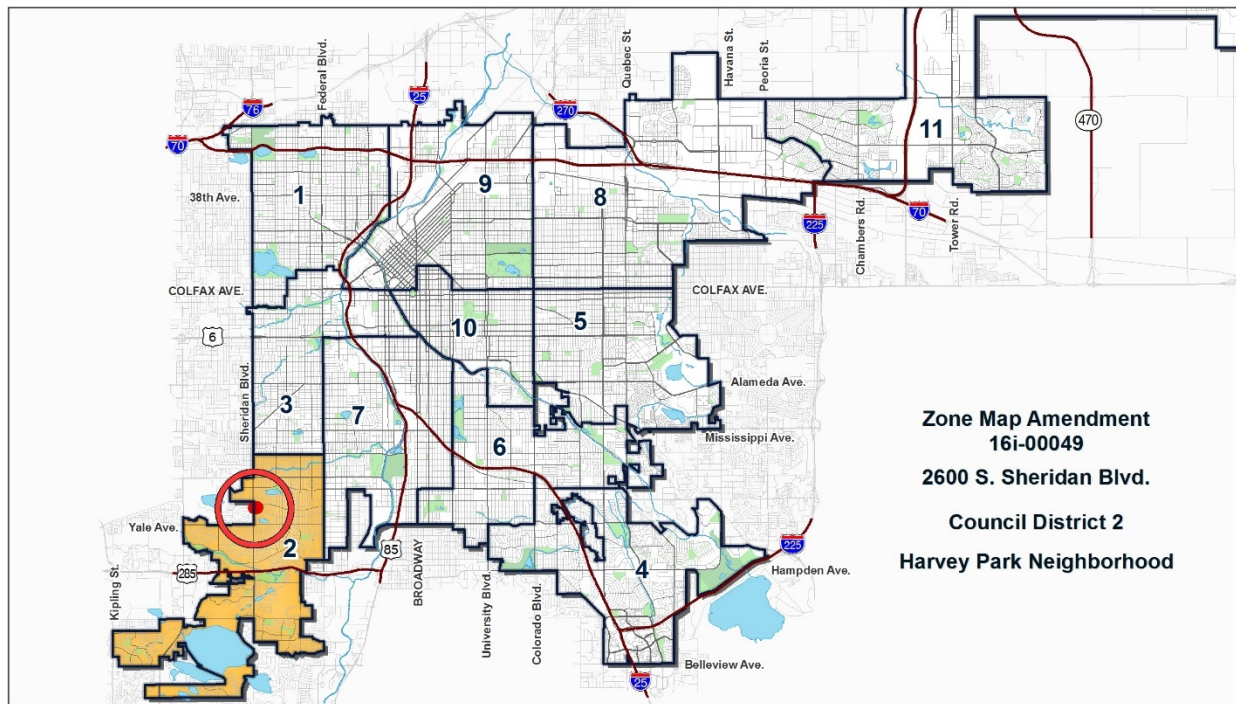 Federal Blvd.
Quebec St.
Havana St.
Peoria St.
25
76
270
470
70
11
9
1
8
38th Ave.
Chambers Rd.
Tower Rd.
70
225
COLFAX AVE.
COLFAX AVE.
6
10
5
Sheridan Blvd.
Alameda Ave.
3
7
Mississippi Ave.
6
Zone Map Amendment
16i-00049
2600 S. Sheridan Blvd.
Council District 2
Harvey Park Neighborhood
Yale Ave.
2
85
225
285
4
Hampden Ave.
Kipling St.
BROADWAY
University Blvd.
Colorado Blvd.
Belleview Ave.
25